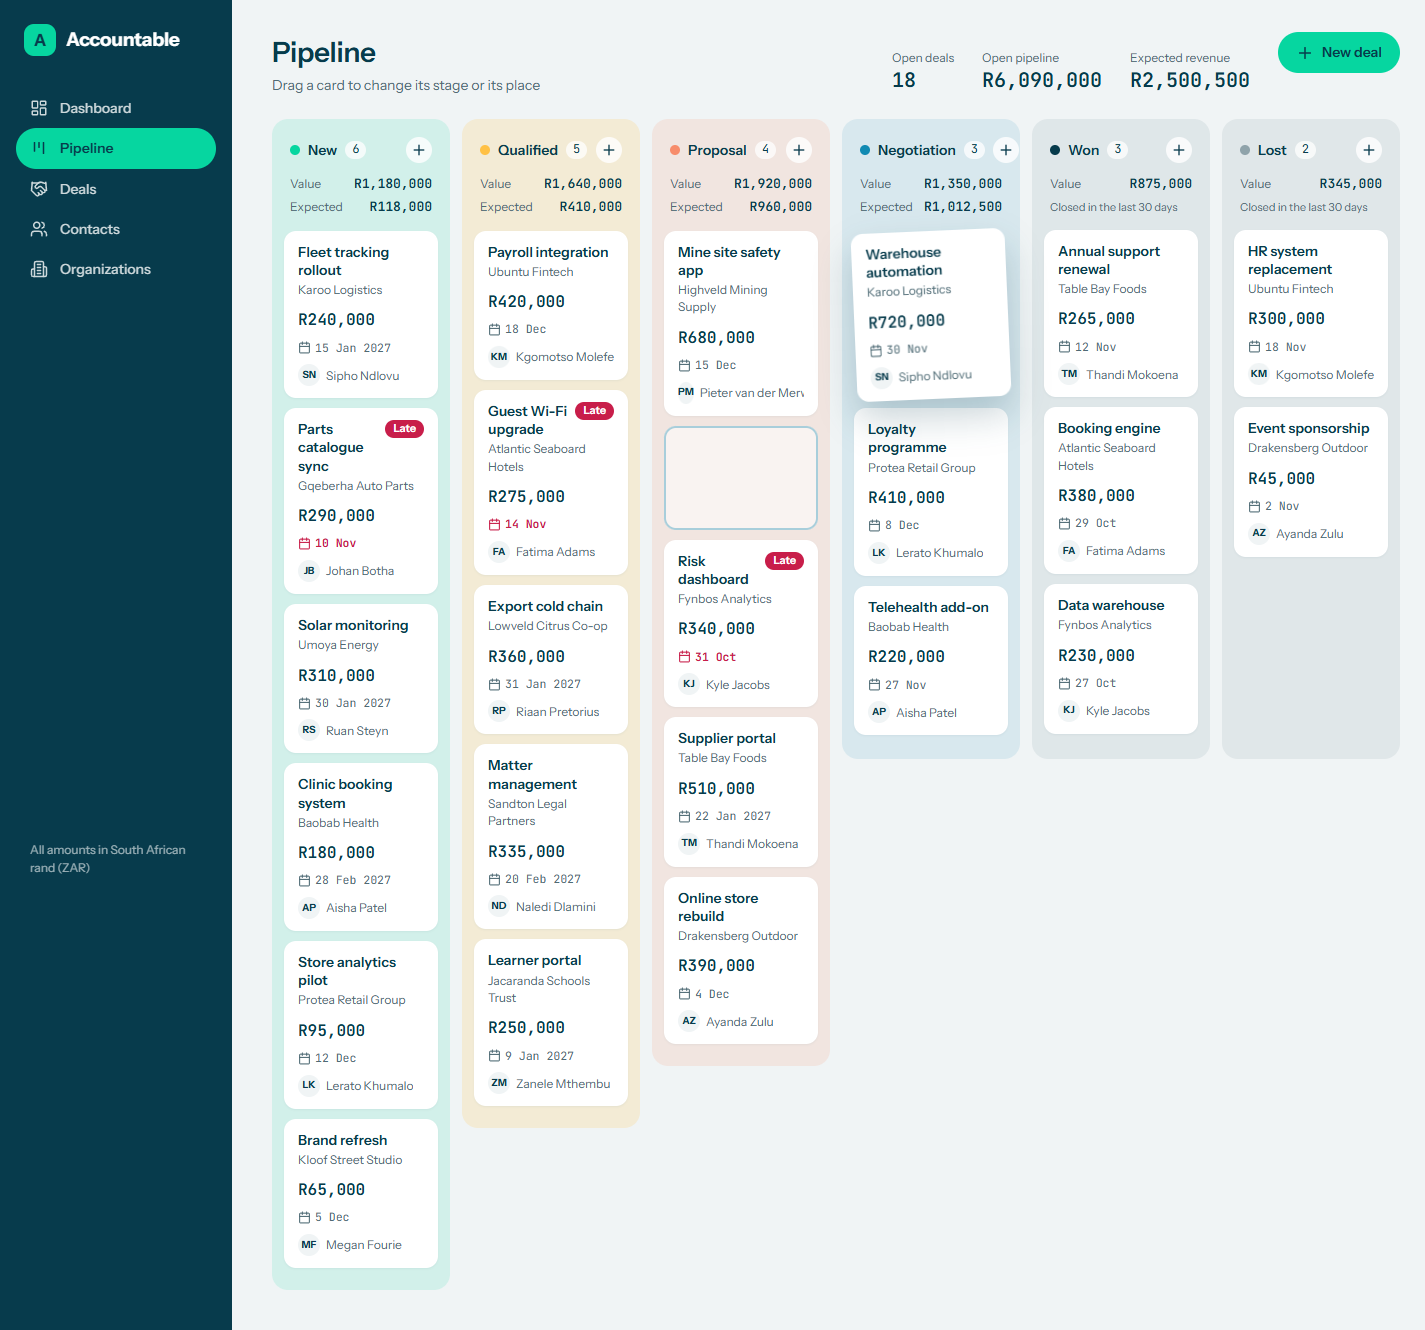 A Accountable
Dashboard
Pipeline
Deals
Contacts
Organizations
All amounts in South African
rand (ZAR)
Pipeline
Drag a card to change its stage or its place
Open deals
18
Open pipeline
R6,090,000
Expected revenue
R2,500,500
+ New deal
New 6 +
Value R1,180,000
Expected R118,000
Fleet tracking
rollout
Karoo Logistics
R240,000
15 Jan 2027
SN Sipho Ndlovu
Parts
catalogue
sync
Late
Gqeberha Auto Parts
R290,000
10 Nov
JB Johan Botha
Solar monitoring
Umoya Energy
R310,000
30 Jan 2027
RS Ruan Steyn
Clinic booking
system
Baobab Health
R180,000
28 Feb 2027
AP Aisha Patel
Store analytics
pilot
Protea Retail Group
R95,000
12 Dec
LK Lerato Khumalo
Brand refresh
Kloof Street Studio
R65,000
5 Dec
MF Megan Fourie
Qualified 5 +
Value R1,640,000
Expected R410,000
Payroll integration
Ubuntu Fintech
R420,000
18 Dec
KM Kgomotso Molefe
Guest Wi-Fi
upgrade
Late
Atlantic Seaboard
Hotels
R275,000
14 Nov
FA Fatima Adams
Export cold chain
Lowveld Citrus Co-op
R360,000
31 Jan 2027
RP Riaan Pretorius
Matter
management
Sandton Legal
Partners
R335,000
20 Feb 2027
ND Naledi Dlamini
Learner portal
Jacaranda Schools
Trust
R250,000
9 Jan 2027
ZM Zanele Mthembu
Proposal 4 +
Value R1,920,000
Expected R960,000
Mine site safety
app
Highveld Mining
Supply
R680,000
15 Dec
PM Pieter van der Merw
Risk
dashboard
Late
Fynbos Analytics
R340,000
31 Oct
KJ Kyle Jacobs
Supplier portal
Table Bay Foods
R510,000
22 Jan 2027
TM Thandi Mokoena
Online store
rebuild
Drakensberg Outdoor
R390,000
4 Dec
AZ Ayanda Zulu
Negotiation 3 +
Value R1,350,000
Expected R1,012,500
Warehouse
automation
Karoo Logistics
R720,000
30 Nov
SN Sipho Ndlovu
Loyalty
programme
Protea Retail Group
R410,000
8 Dec
LK Lerato Khumalo
Telehealth add-on
Baobab Health
R220,000
27 Nov
AP Aisha Patel
Won 3 +
Value R875,000
Closed in the last 30 days
Annual support
renewal
Table Bay Foods
R265,000
12 Nov
TM Thandi Mokoena
Booking engine
Atlantic Seaboard
Hotels
R380,000
29 Oct
FA Fatima Adams
Data warehouse
Fynbos Analytics
R230,000
27 Oct
KJ Kyle Jacobs
Lost 2 +
Value R345,000
Closed in the last 30 days
HR system
replacement
Ubuntu Fintech
R300,000
18 Nov
KM Kgomotso Molefe
Event sponsorship
Drakensberg Outdoor
R45,000
2 Nov
AZ Ayanda Zulu